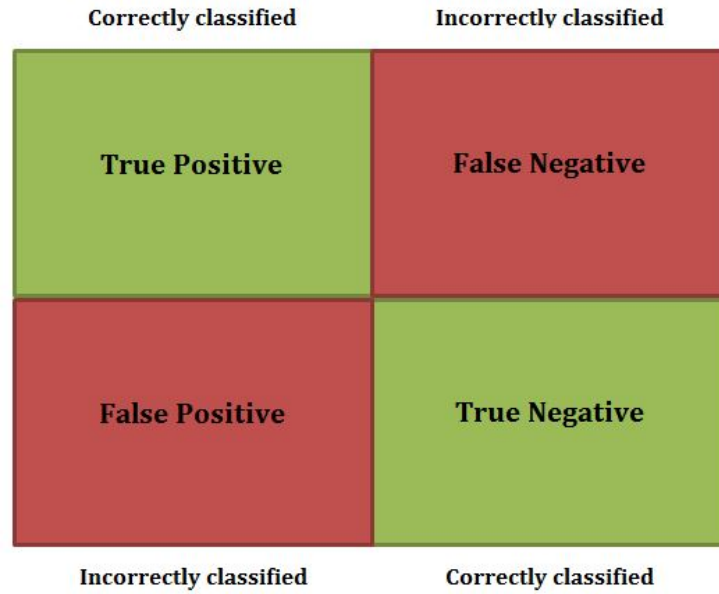 Correctly classified
Incorrectly classified
True Positive
False Negative
False Positive
True Negative
Incorrectly classified
Correctly classified